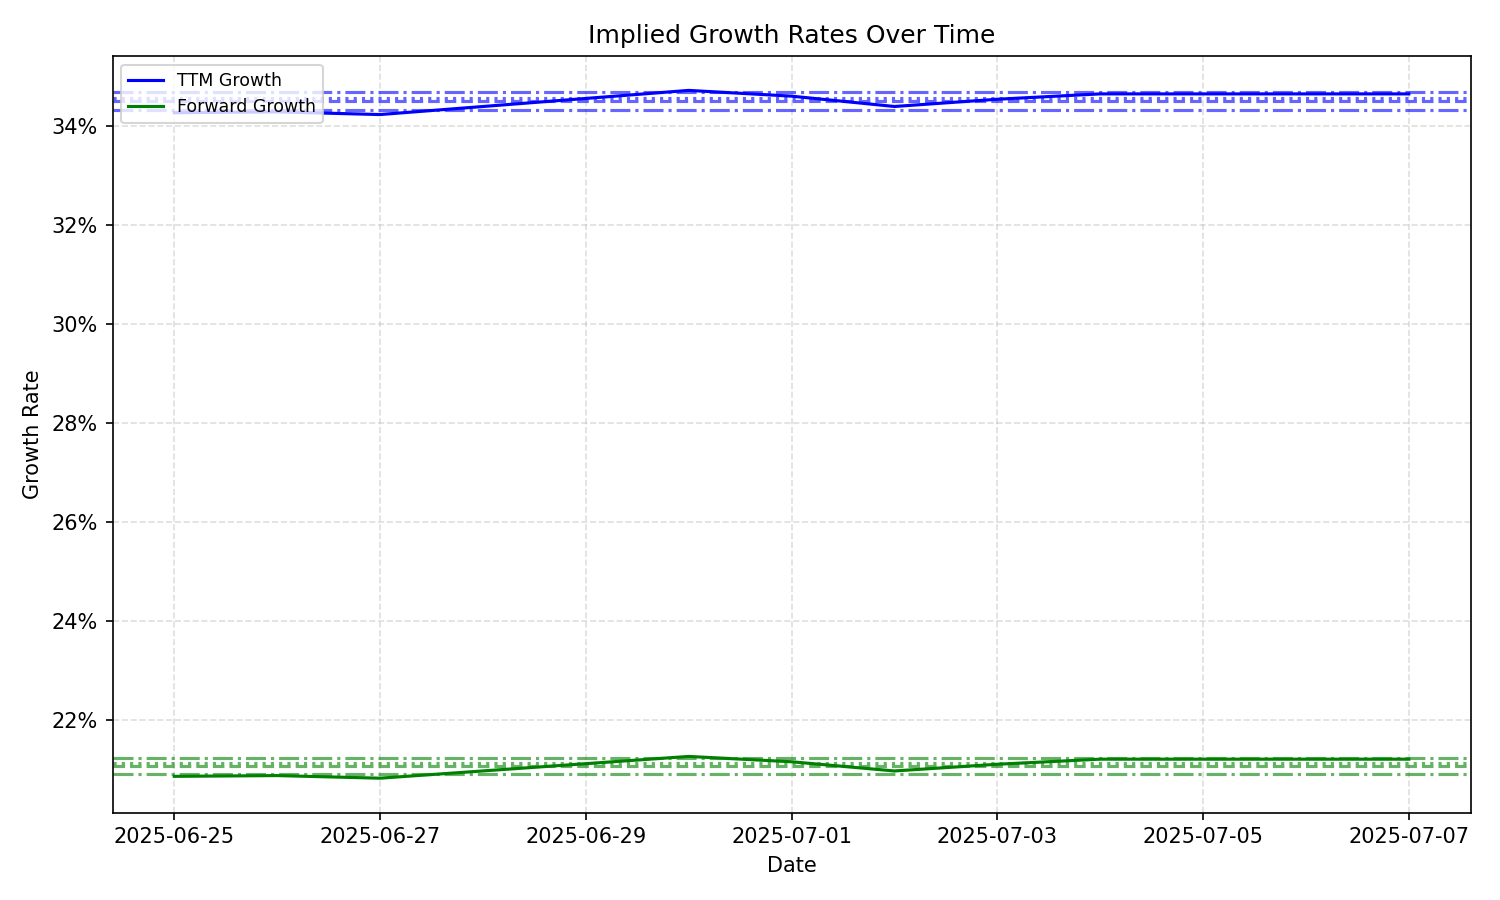 Implied Growth Rates Over Time
TTM Growth
Forward Growth
34%
32%
30%
28%
26%
24%
22%
Growth Rate
2025-06-25
2025-06-27
2025-06-29
2025-07-01
2025-07-03
2025-07-05
2025-07-07
Date